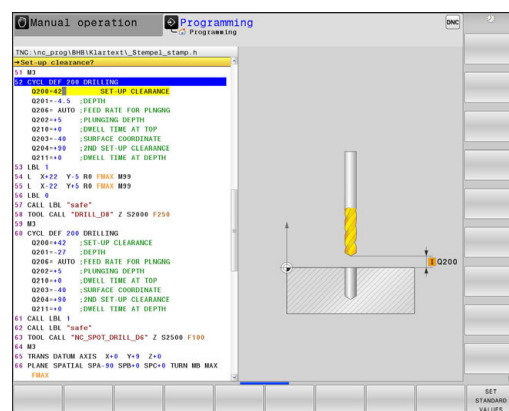 Manual operation
Programming
Programming
DNC
TNC:\nc_prog\BHB\Klartext\_Stempel_stamp.h
→Set-up clearance?
51 M3
52 CYCL DEF 200 DRILLING
Q200=42 SET-UP CLEARANCE
Q201=-4.5 ;DEPTH
Q206= AUTO ;FEED RATE FOR PLNGNG
Q202=+5 ;PLUNGING DEPTH
Q210=+0 ;DWELL TIME AT TOP
Q203=-40 ;SURFACE COORDINATE
Q204=+90 ;2ND SET-UP CLEARANCE
Q211=+0 ;DWELL TIME AT DEPTH
53 LBL 1
54 L X+22 Y-5 R0 FMAX M99
55 L X-22 Y+5 R0 FMAX M99
56 LBL 0
57 CALL LBL "safe"
58 TOOL CALL "DRILL_D8" Z S2000 F250
59 M3
60 CYCL DEF 200 DRILLING
Q200=+42 ;SET-UP CLEARANCE
Q201=-27 ;DEPTH
Q206= AUTO ;FEED RATE FOR PLNGNG
Q202=+5 ;PLUNGING DEPTH
Q210=+0 ;DWELL TIME AT TOP
Q203=-40 ;SURFACE COORDINATE
Q204=+90 ;2ND SET-UP CLEARANCE
Q211=+0 ;DWELL TIME AT DEPTH
61 CALL LBL 1
62 CALL LBL "safe"
63 TOOL CALL "NC_SPOT_DRILL_D6" Z S2500 F100
64 M3
65 TRANS DATUM AXIS X+0 Y+9 Z+0
66 PLANE SPATIAL SPA-90 SPB+0 SPC+0 TURN MB MAX
FMAX
I Q200
SET
STANDARD
VALUES